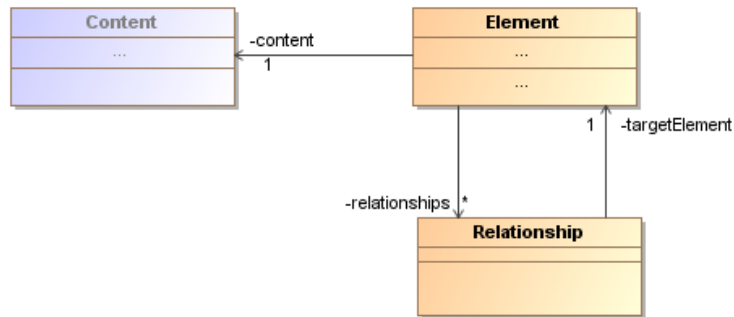 Content
...
-content
1
Element
...
...
1
-targetElement
-relationships
*
Relationship